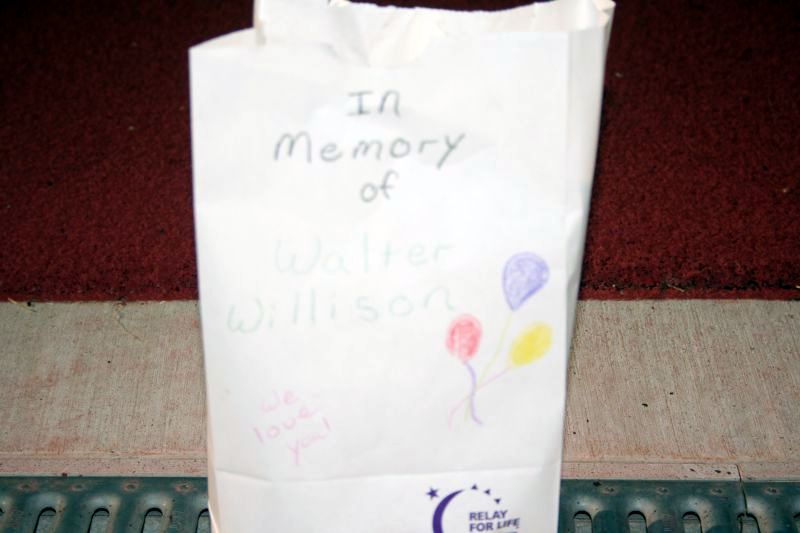 In
Memory
of
Walter
Willison
We
love
you!
RELAY
FOR LIFE